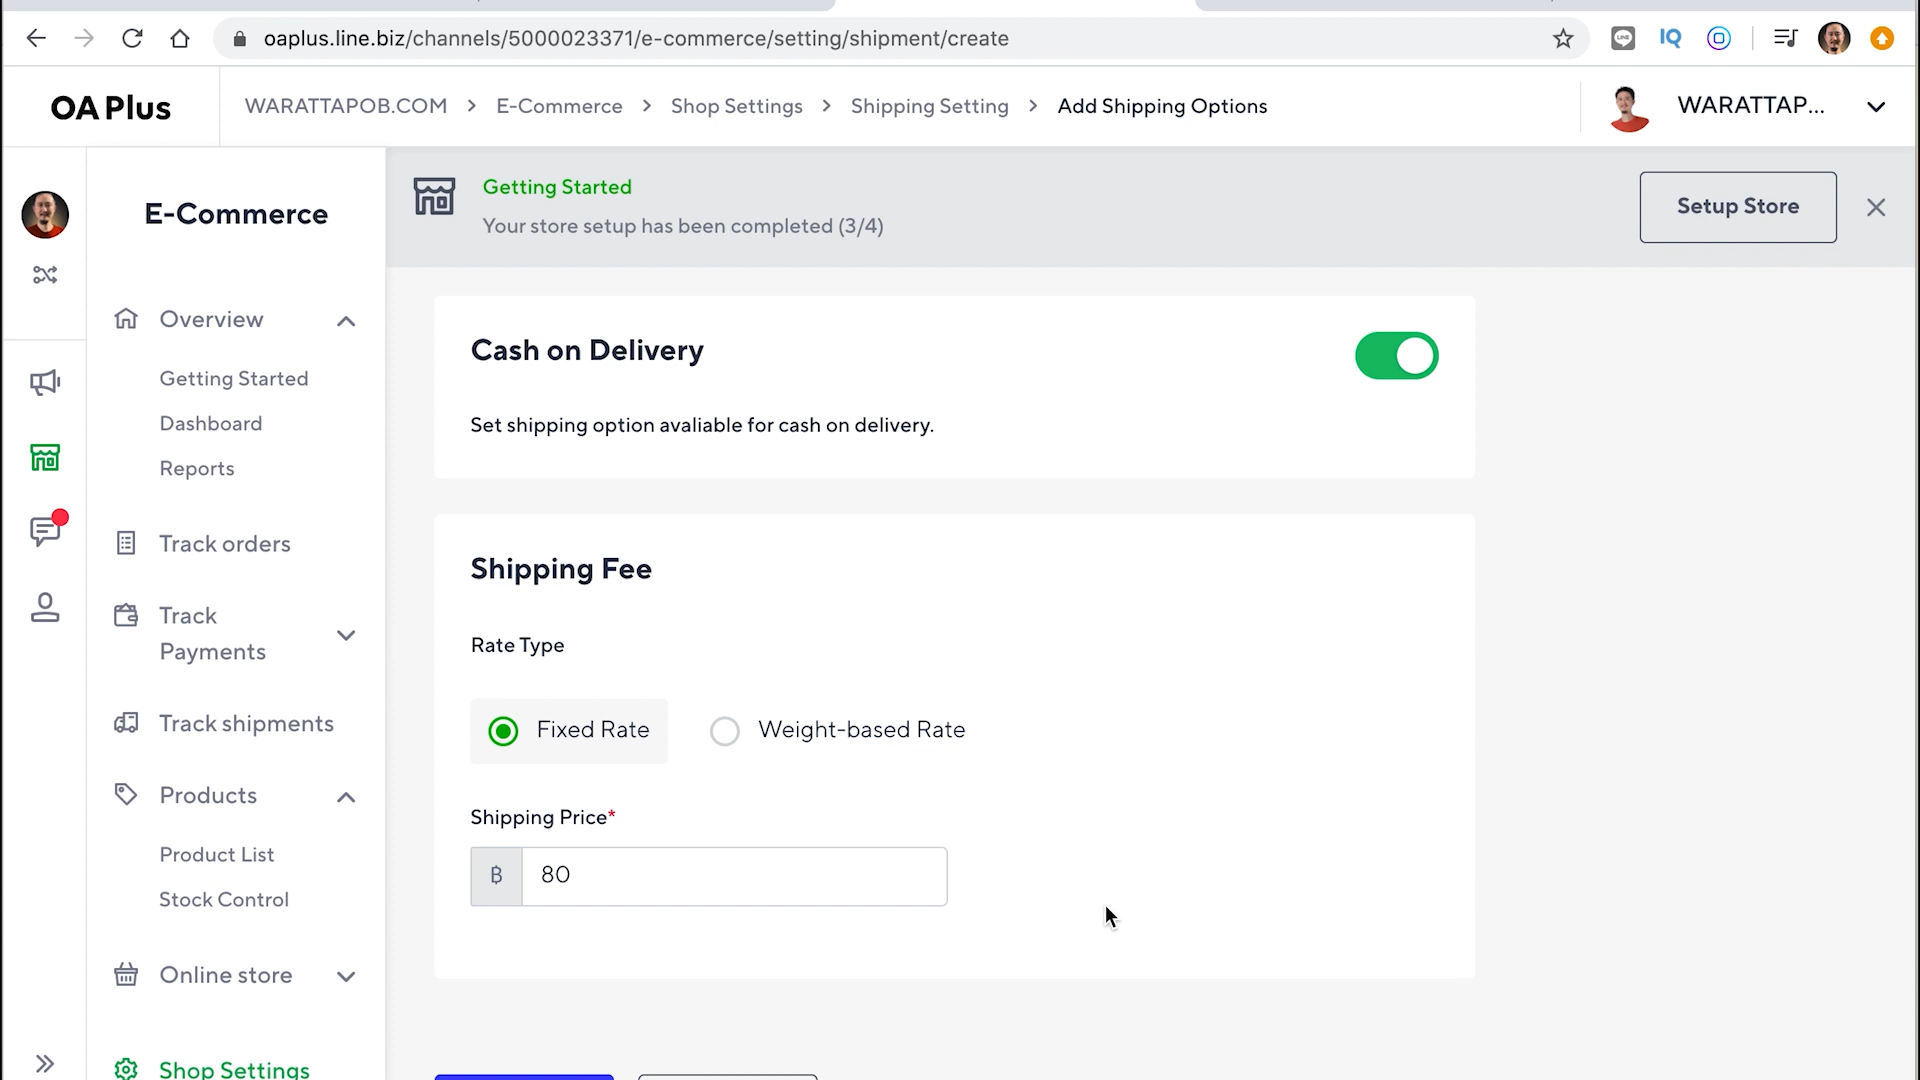 oaplus.line.biz/channels/5000023371/e-commerce/setting/shipment/create
IQ
OA Plus
WARATTAPOB.COM > E-Commerce > Shop Settings > Shipping Setting > Add Shipping Options
WARATTAP...
E-Commerce
Getting Started
Your store setup has been completed (3/4)
Setup Store
Overview
Getting Started
Dashboard
Reports
Track orders
Track
Payments
Track shipments
Products
Product List
Stock Control
Online store
Shop Settings
Cash on Delivery
Set shipping option avaliable for cash on delivery.
Shipping Fee
Rate Type
Fixed Rate
Weight-based Rate
Shipping Price*
฿ 80